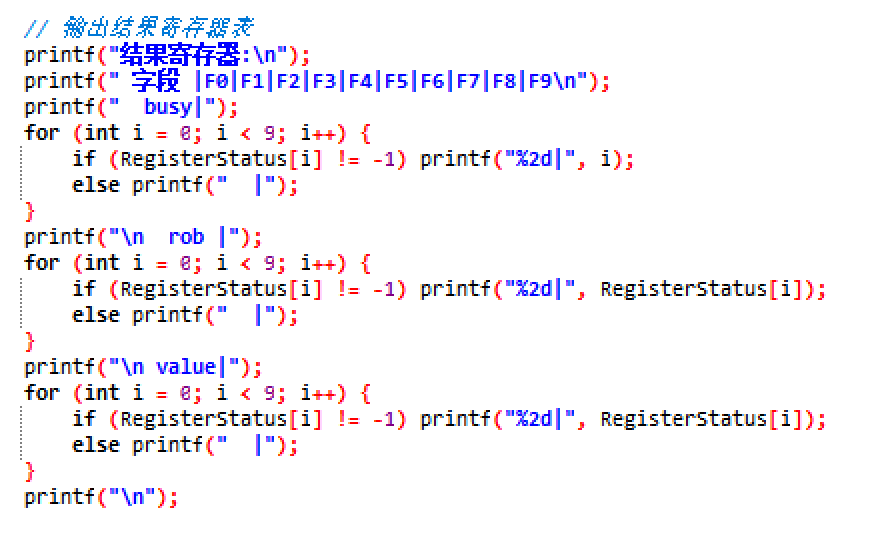 // 输出结果寄存器表
printf("结果寄存器:\n");
printf(" 字段 |F0|F1|F2|F3|F4|F5|F6|F7|F8|F9\n");
printf("  busy|");
for (int i = 0; i < 9; i++) {
    if (RegisterStatus[i] != -1) printf("%2d|", i);
    else printf("  |");
}
printf("\n  rob |");
for (int i = 0; i < 9; i++) {
    if (RegisterStatus[i] != -1) printf("%2d|", RegisterStatus[i]);
    else printf("  |");
}
printf("\n value|");
for (int i = 0; i < 9; i++) {
    if (RegisterStatus[i] != -1) printf("%2d|", RegisterStatus[i]);
    else printf("  |");
}
printf("\n");